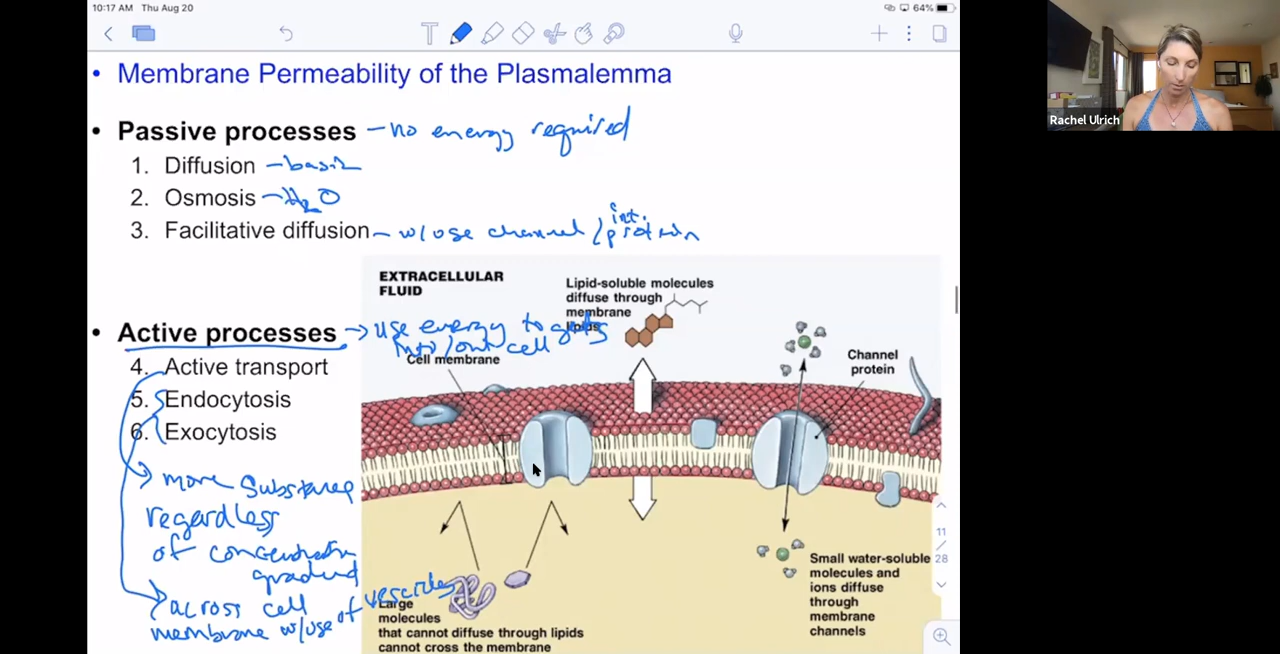 10:17 AM Thu Aug 20
64%
• Membrane Permeability of the Plasmalemma
• Passive processes – no energy required
1. Diffusion – basic
2. Osmosis – H2O
3. Facilitative diffusion – w/use channel / int. protein
EXTRACELLULAR
FLUID
Lipid-soluble molecules
diffuse through
membrane
lipids
• Active processes → use energy to
into/out cell
Cell membrane
4. Active transport
5. Endocytosis
6. Exocytosis
Channel
protein
→ move substance
regardless
of concentration
gradient
→ across cell
membrane w/use of vesicles
Large
molecules
that cannot diffuse through lipids
cannot cross the membrane
Small water-soluble
molecules and
ions diffuse
through
membrane
channels
11
/
28
Rachel Ulrich